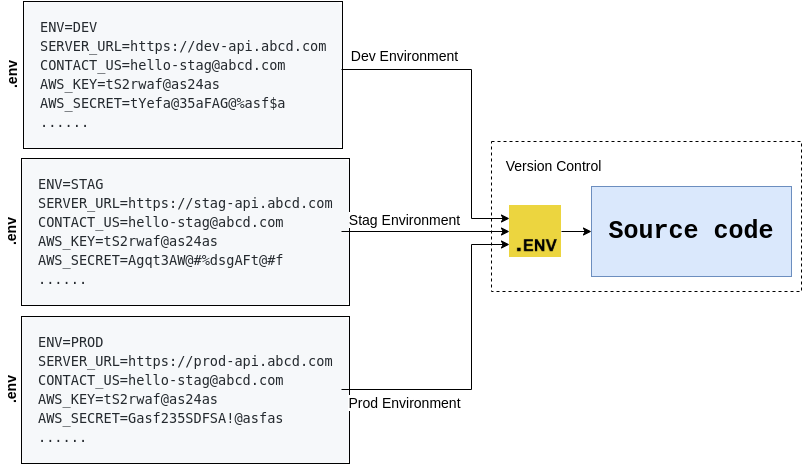 .env
ENV=DEV
SERVER_URL=https://dev-api.abcd.com
CONTACT_US=hello-stag@abcd.com
AWS_KEY=tS2rwaf@as24as
AWS_SECRET=tYefa@35aFAG@%asf$a
......
Dev Environment
.env
ENV=STAG
SERVER_URL=https://stag-api.abcd.com
CONTACT_US=hello-stag@abcd.com
AWS_KEY=tS2rwaf@as24as
AWS_SECRET=Agqt3AW@#%dsgAFt@#f
......
Stag Environment
.env
ENV=PROD
SERVER_URL=https://prod-api.abcd.com
CONTACT_US=hello-stag@abcd.com
AWS_KEY=tS2rwaf@as24as
AWS_SECRET=Gasf235SDFSA!@asfas
......
Prod Environment
Version Control
.ENV
Source code